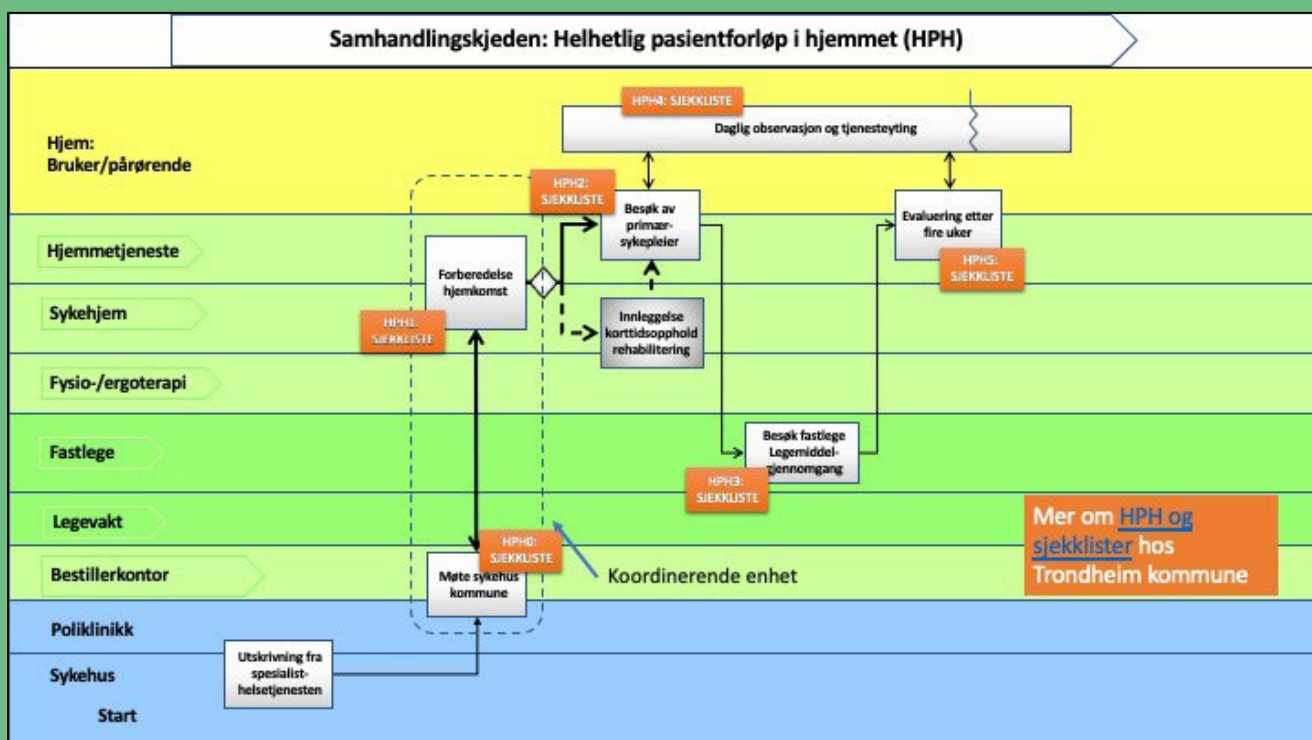 Samhandlingskjeden: Helhetlig pasientforløp i hjemmet (HPH)
HPH4: SJEKKLISTE
Daglig observasjon og tjenesteyting
Hjem:
Bruker/pårørende
HPH2:
SJEKKLISTE
Besøk av
primær-
sykepleier
Evaluering etter
fire uker
Hjemmetjeneste
HPH5:
SJEKKLISTE
Forberedelse
hjemkomst
Sykehjem
HPH1:
SJEKKLISTE
Innleggelse
korttidsopphold
rehabilitering
Fysio-/ergoterapi
Fastlege
Besøk fastlege
Legemiddel-
gjennomgang
HPH3:
SJEKKLISTE
Legevakt
Mer om HPH og
sjekklister hos
Trondheim kommune
HPH0:
SJEKKLISTE
Bestillerkontor
Møte sykehus
kommune
Koordinerende enhet
Poliklinikk
Utskrivning fra
spesialist-
helsetjenesten
Sykehus
Start